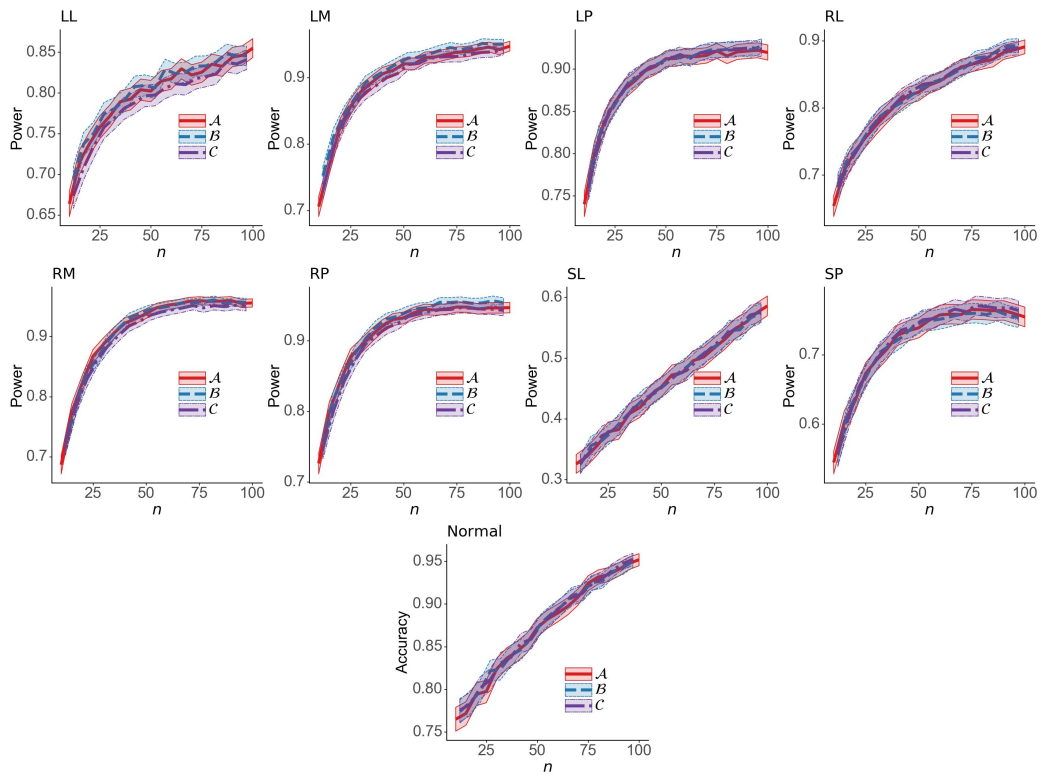 LL
LM
LP
RL
Power
0.85
0.80
0.75
0.70
0.65
25
50
75
100
n
𝒜
ℬ
𝒞
Power
0.9
0.8
0.7
25
50
75
100
n
𝒜
ℬ
𝒞
Power
0.90
0.85
0.80
0.75
25
50
75
100
n
𝒜
ℬ
𝒞
Power
0.9
0.8
0.7
25
50
75
100
n
𝒜
ℬ
𝒞
RM
RP
SL
SP
Power
0.9
0.8
0.7
25
50
75
100
n
𝒜
ℬ
𝒞
Power
0.9
0.8
0.7
25
50
75
100
n
𝒜
ℬ
𝒞
Power
0.6
0.5
0.4
0.3
25
50
75
100
n
𝒜
ℬ
𝒞
Power
0.7
0.6
25
50
75
100
n
𝒜
ℬ
𝒞
Normal
Accuracy
0.95
0.90
0.85
0.80
0.75
25
50
75
100
n
𝒜
ℬ
𝒞